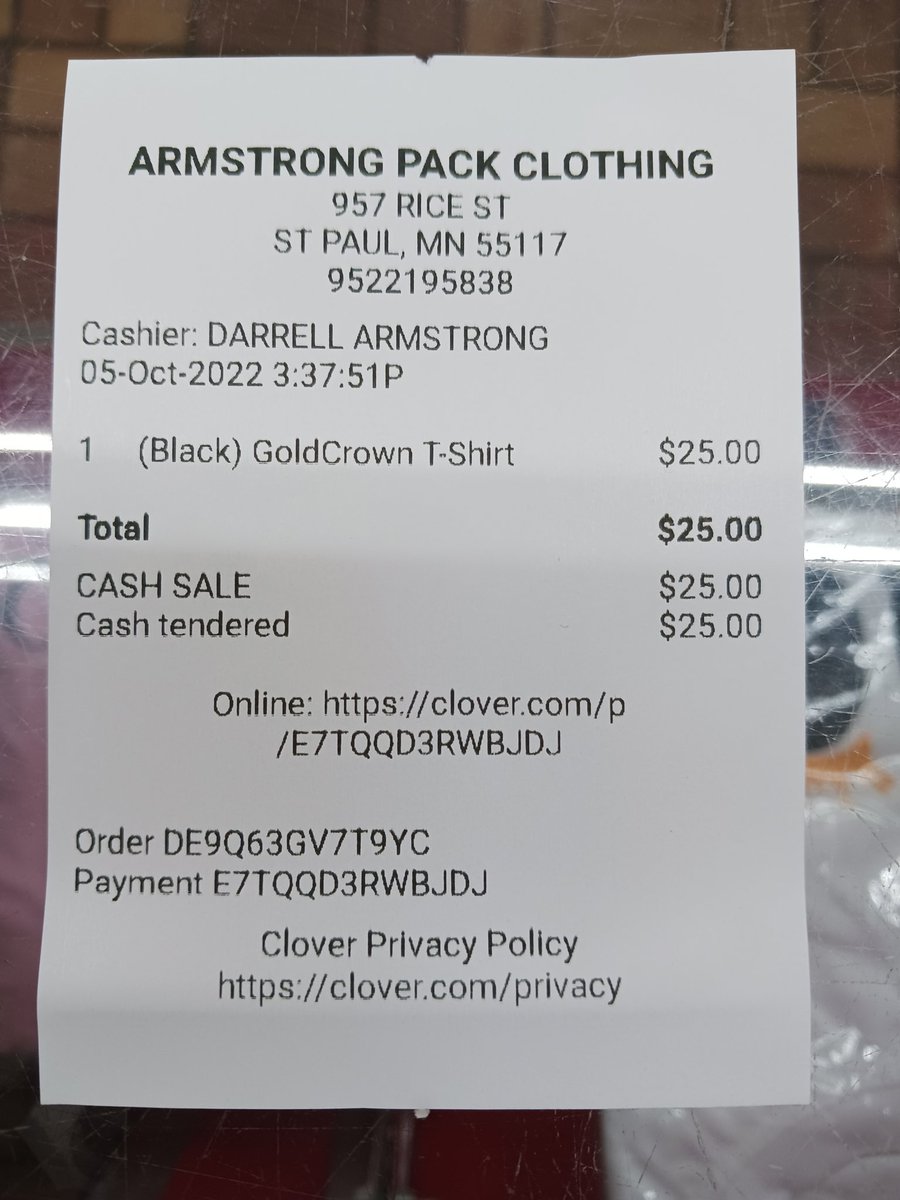 ARMSTRONG PACK CLOTHING
957 RICE ST
ST PAUL, MN 55117
9522195838
Cashier: DARRELL ARMSTRONG
05-Oct-2022 3:37:51P
1 (Black) GoldCrown T-Shirt $25.00
Total $25.00
CASH SALE $25.00
Cash tendered $25.00
Online: https://clover.com/p
/E7TQQD3RWBJDJ
Order DE9Q63GV7T9YC
Payment E7TQQD3RWBJDJ
Clover Privacy Policy
https://clover.com/privacy